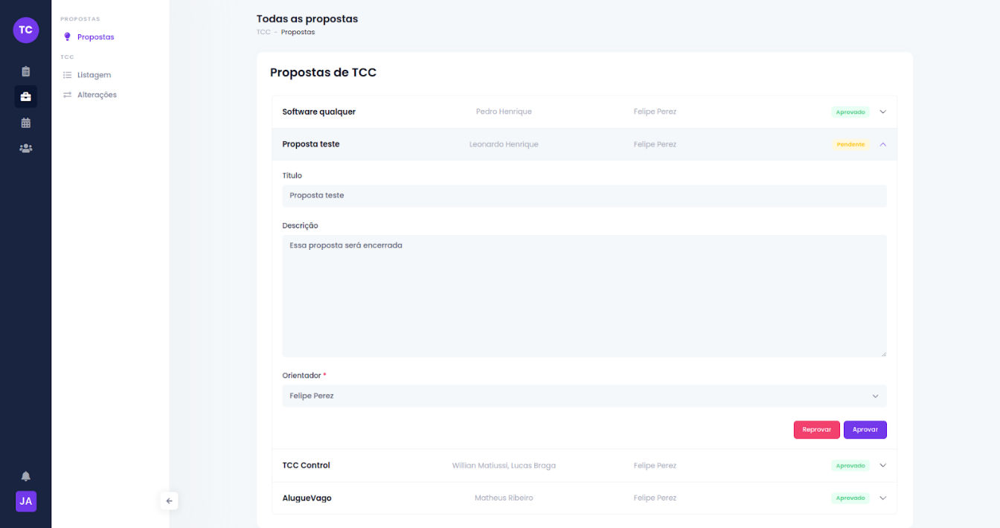 TC
PROPOSTAS
Propostas
TCC
Listagem
Alterações
JA
Todas as propostas
TCC - Propostas
Propostas de TCC
Software qualquer Pedro Henrique Felipe Perez Aprovado
Proposta teste Leonardo Henrique Felipe Perez Pendente
Título
Proposta teste
Descrição
Essa proposta será encerrada
Orientador *
Felipe Perez
Reprovar Aprovar
TCC Control Willian Matiussi, Lucas Braga Felipe Perez Aprovado
AlugueVago Matheus Ribeiro Felipe Perez Aprovado